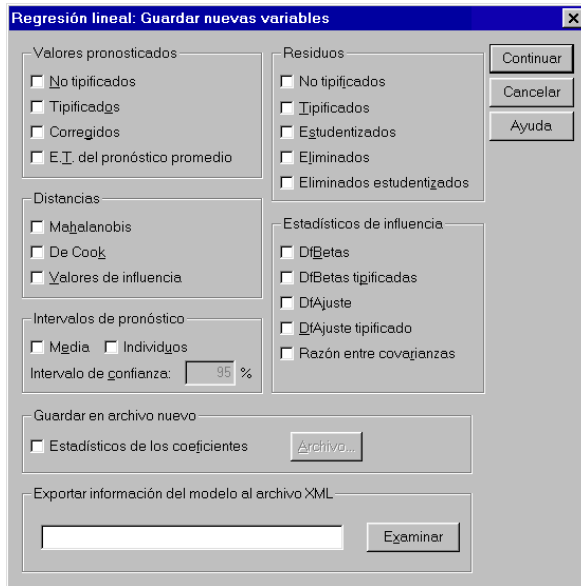 Regresión lineal: Guardar nuevas variables
Valores pronosticados
No tipificados
Tipificados
Corregidos
E.T. del pronóstico promedio
Distancias
Mahalanobis
De Cook
Valores de influencia
Intervalos de pronóstico
Media Individuos
Intervalo de confianza: 95 %
Residuos
No tipificados
Tipificados
Estudentizados
Eliminados
Eliminados estudentizados
Estadísticos de influencia
DfBetas
DfBetas tipificadas
DfAjuste
DfAjuste tipificado
Razón entre covarianzas
Continuar
Cancelar
Ayuda
Guardar en archivo nuevo
Estadísticos de los coeficientes Archivo...
Exportar información del modelo al archivo XML
Examinar